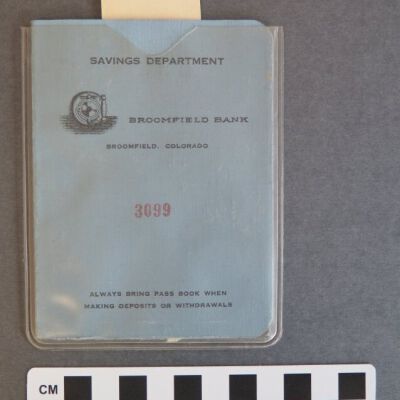 SAVINGS DEPARTMENT
BROOMFIELD BANK
BROOMFIELD, COLORADO
3099
ALWAYS BRING PASS BOOK WHEN
MAKING DEPOSITS OR WITHDRAWALS
CM